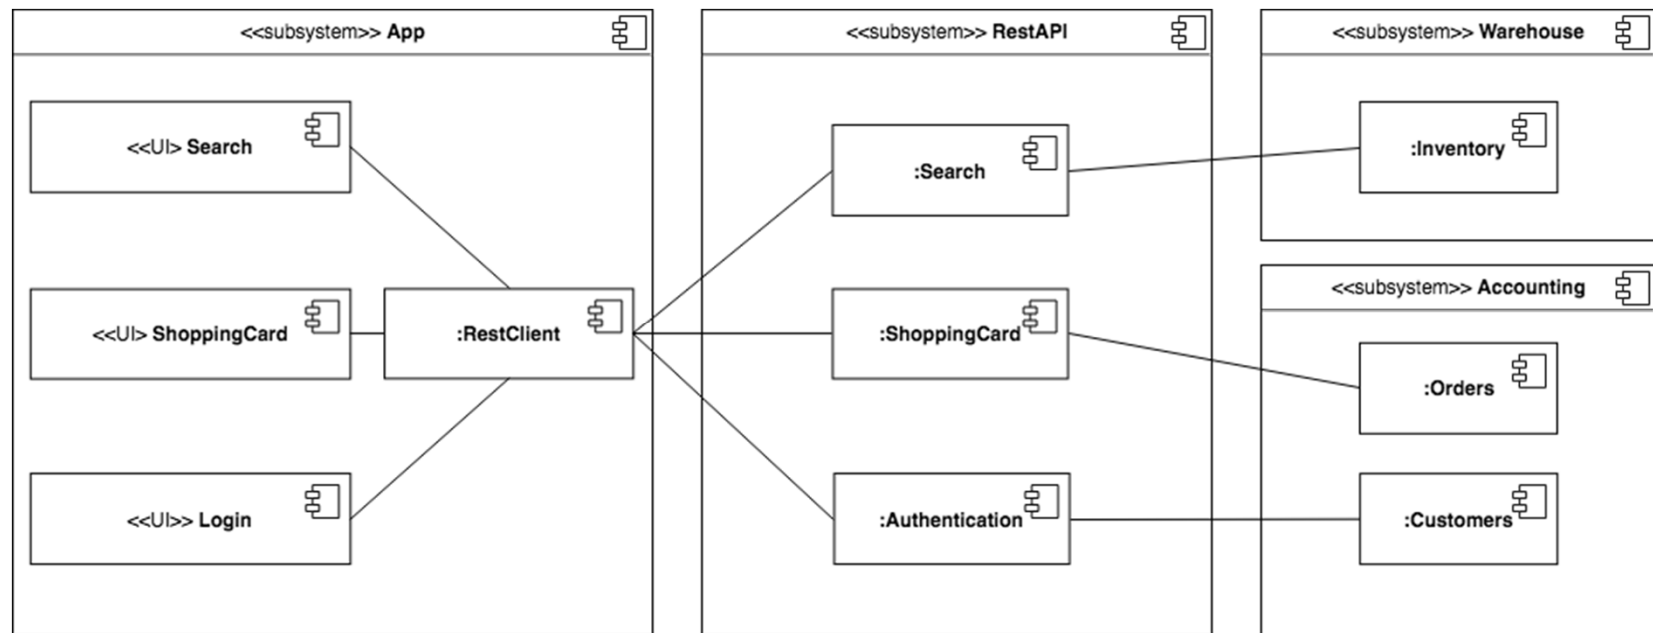 <<subsystem>> App
<<UI> Search
<<UI> ShoppingCard
:RestClient
<<UI>> Login
<<subsystem>> RestAPI
:Search
:ShoppingCard
:Authentication
<<subsystem>> Warehouse
:Inventory
<<subsystem>> Accounting
:Orders
:Customers